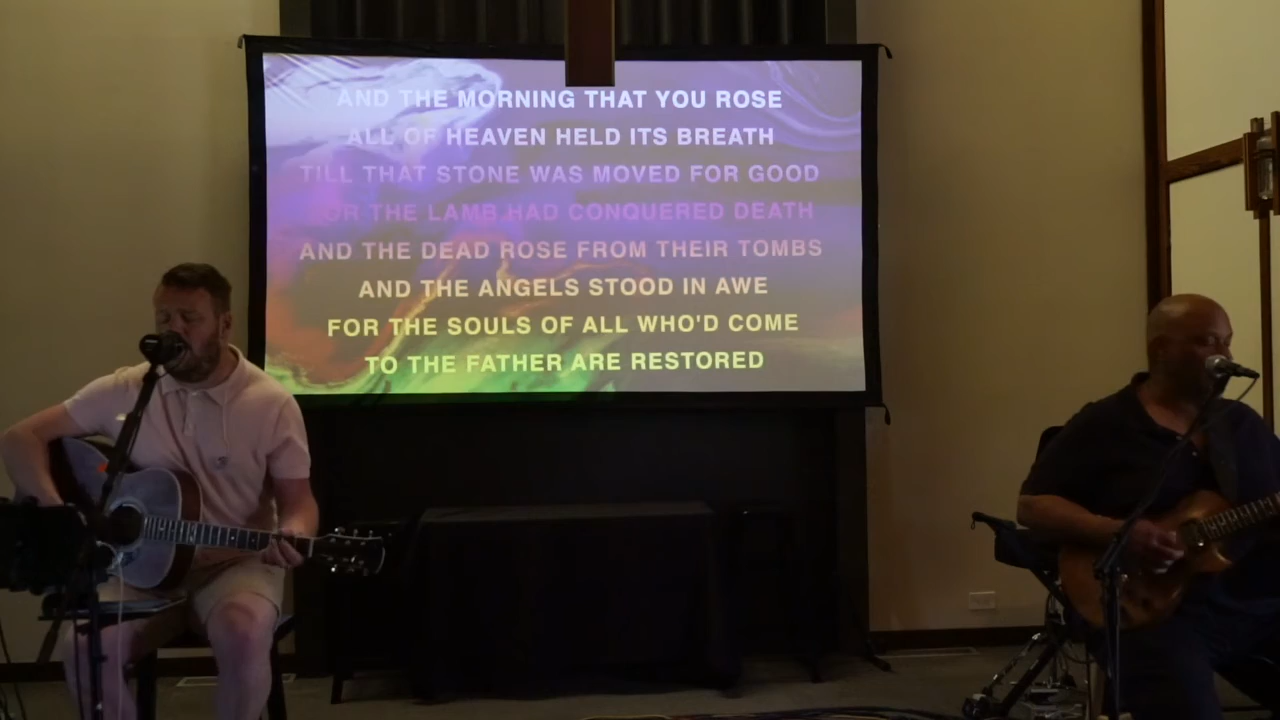 AND THE MORNING THAT YOU ROSE
ALL OF HEAVEN HELD ITS BREATH
TILL THAT STONE WAS MOVED FOR GOOD
FOR THE LAMB HAD CONQUERED DEATH
AND THE DEAD ROSE FROM THEIR TOMBS
AND THE ANGELS STOOD IN AWE
FOR THE SOULS OF ALL WHO'D COME
TO THE FATHER ARE RESTORED